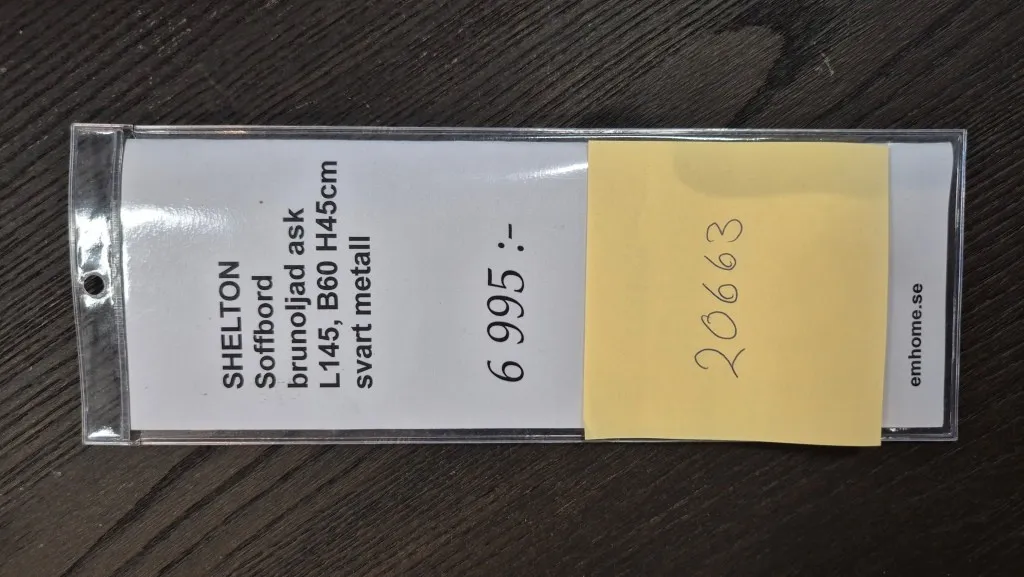 SHELTON
Soffbord
brunoljad ask
L145, B60 H45cm
svart metall
6 995 :-
20663
emhome.se